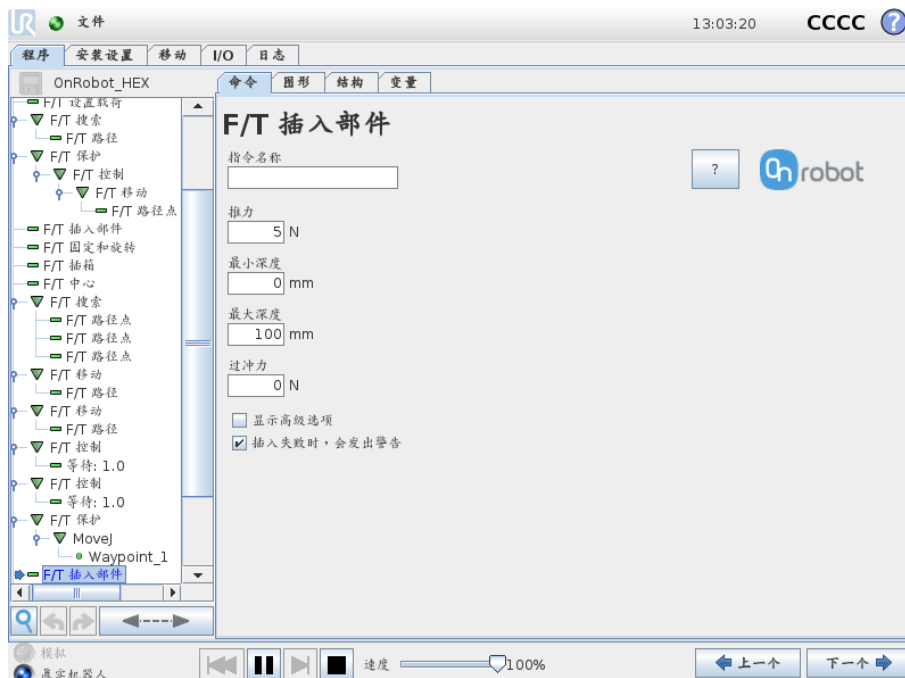 文件
13:03:20
CCCC
?
程序 安装设置 移动 I/O 日志
OnRobot_HEX
命令 图形 结构 变量
F/T 设置载荷
F/T 搜索
F/T 路径
F/T 保护
F/T 控制
F/T 移动
F/T 路径点
F/T 插入部件
F/T 固定和旋转
F/T 插箱
F/T 中心
F/T 搜索
F/T 路径点
F/T 路径点
F/T 路径点
F/T 移动
F/T 路径
F/T 移动
F/T 路径
F/T 控制
等待: 1.0
F/T 控制
等待: 1.0
F/T 保护
MoveJ
Waypoint_1
F/T 插入部件
F/T 插入部件
指令名称
?
On robot
推力
5 N
最小深度
0 mm
最大深度
100 mm
过冲力
0 N
显示高级选项
插入失败时，会发出警告
模拟
真实机器人
速度 100%
上一个
下一个